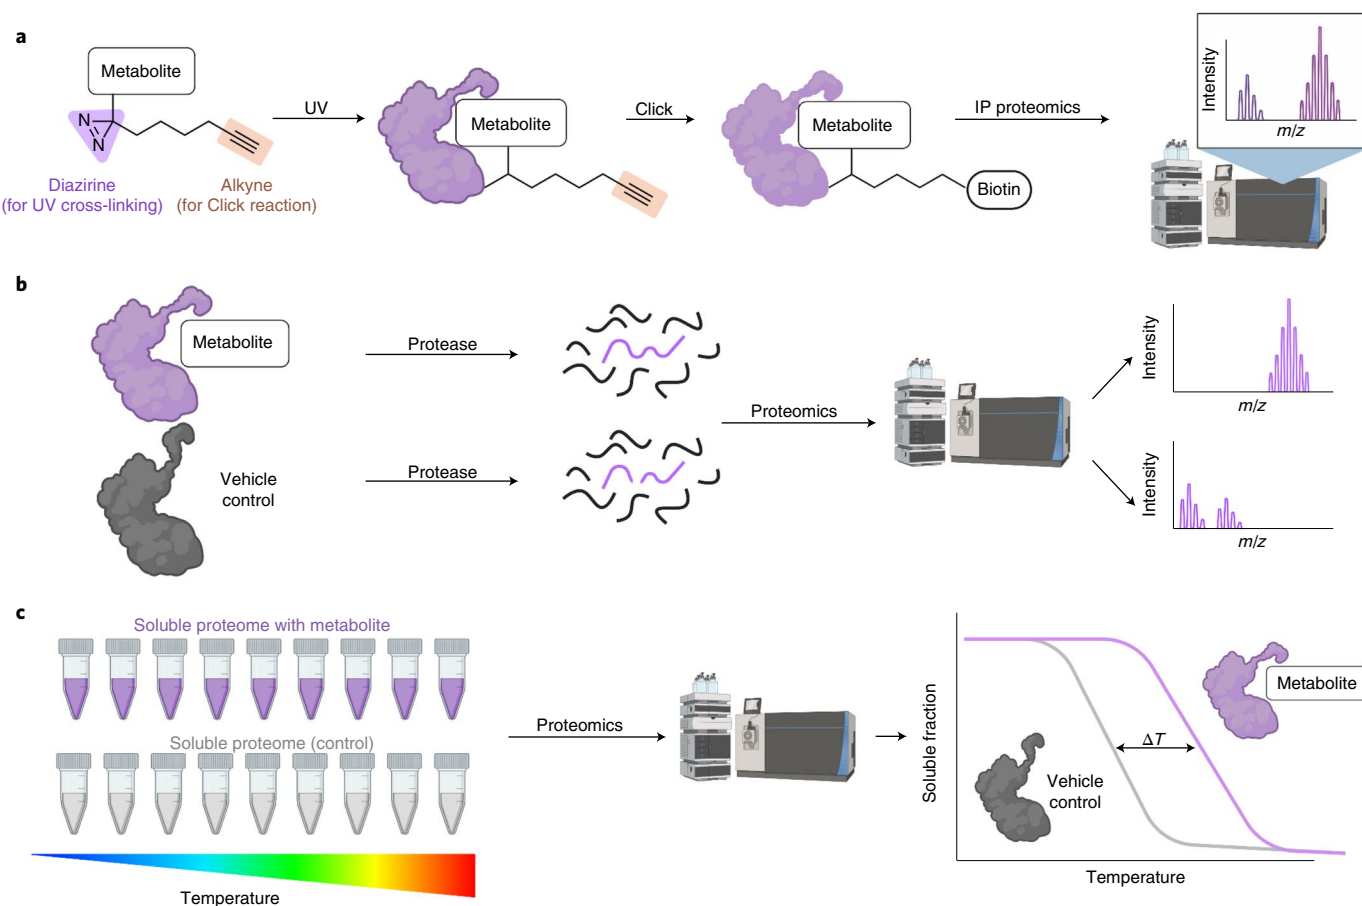 a
Metabolite
N
N
Diazirine
(for UV cross-linking)
Alkyne
(for Click reaction)
UV
Metabolite
Click
Metabolite
Biotin
IP proteomics
Intensity
m/z
b
Metabolite
Vehicle
control
Protease
Protease
Proteomics
Intensity
m/z
Intensity
m/z
c
Soluble proteome with metabolite
Soluble proteome (control)
Temperature
Proteomics
Soluble fraction
ΔT
Metabolite
Vehicle
control
Temperature